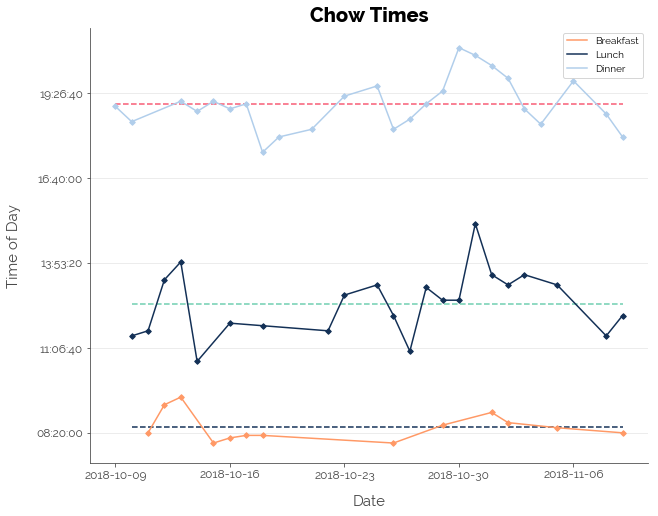 Chow Times
Breakfast
Lunch
Dinner
19:26:40
16:40:00
13:53:20
11:06:40
08:20:00
Time of Day
2018-10-09
2018-10-16
2018-10-23
2018-10-30
2018-11-06
Date